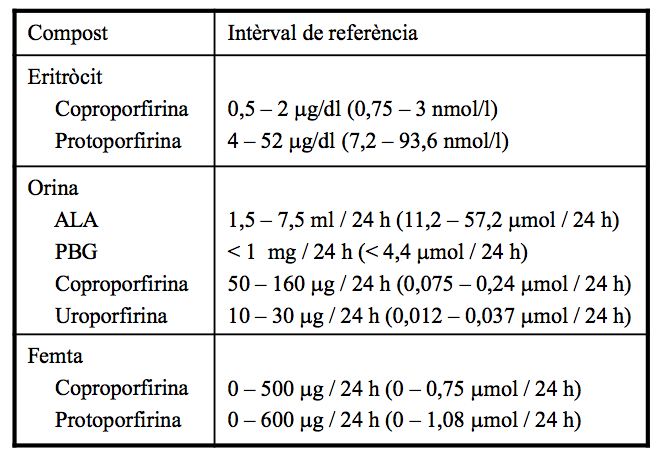 Compost Intèrval de referència
Eritròcit
Coproporfirina 0,5 – 2 µg/dl (0,75 – 3 nmol/l)
Protoporfirina 4 – 52 µg/dl (7,2 – 93,6 nmol/l)
Orina
ALA 1,5 – 7,5 ml / 24 h (11,2 – 57,2 µmol / 24 h)
PBG < 1 mg / 24 h (< 4,4 µmol / 24 h)
Coproporfirina 50 – 160 µg / 24 h (0,075 – 0,24 µmol / 24 h)
Uroporfirina 10 – 30 µg / 24 h (0,012 – 0,037 µmol / 24 h)
Femta
Coproporfirina 0 – 500 µg / 24 h (0 – 0,75 µmol / 24 h)
Protoporfirina 0 – 600 µg / 24 h (0 – 1,08 µmol / 24 h)